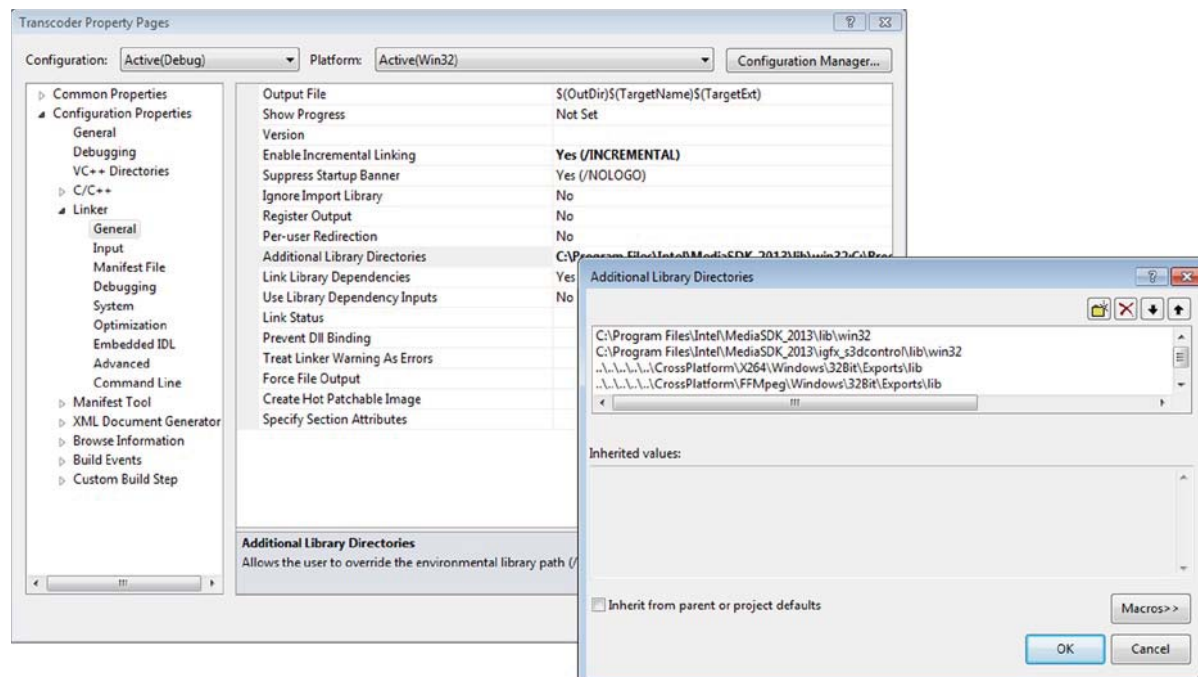 Transcoder Property Pages
Configuration: Active(Debug) Platform: Active(Win32) Configuration Manager...
Common Properties
Configuration Properties
General
Debugging
VC++ Directories
C/C++
Linker
General
Input
Manifest File
Debugging
System
Optimization
Embedded IDL
Advanced
Command Line
Manifest Tool
XML Document Generator
Browse Information
Build Events
Custom Build Step
Output File $(OutDir)$(TargetName)$(TargetExt)
Show Progress Not Set
Version
Enable Incremental Linking Yes (/INCREMENTAL)
Suppress Startup Banner Yes (/NOLOGO)
Ignore Import Library No
Register Output No
Per-user Redirection No
Additional Library Directories C:\Program Files\Intel\MediaSDK_2013\lib\win32;C:\Prog
Link Library Dependencies Yes
Use Library Dependency Inputs No
Link Status
Prevent Dll Binding
Treat Linker Warning As Errors
Force File Output
Create Hot Patchable Image
Specify Section Attributes
Additional Library Directories
Allows the user to override the environmental library path (/
Additional Library Directories
C:\Program Files\Intel\MediaSDK_2013\lib\win32
C:\Program Files\Intel\MediaSDK_2013\igfx_s3dcontrol\lib\win32
..\..\..\..\..\CrossPlatform\X264\Windows\32Bit\Exports\lib
..\..\..\..\..\CrossPlatform\FFMpeg\Windows\32Bit\Exports\lib
Inherited values:
Inherit from parent or project defaults
Macros>>
OK Cancel